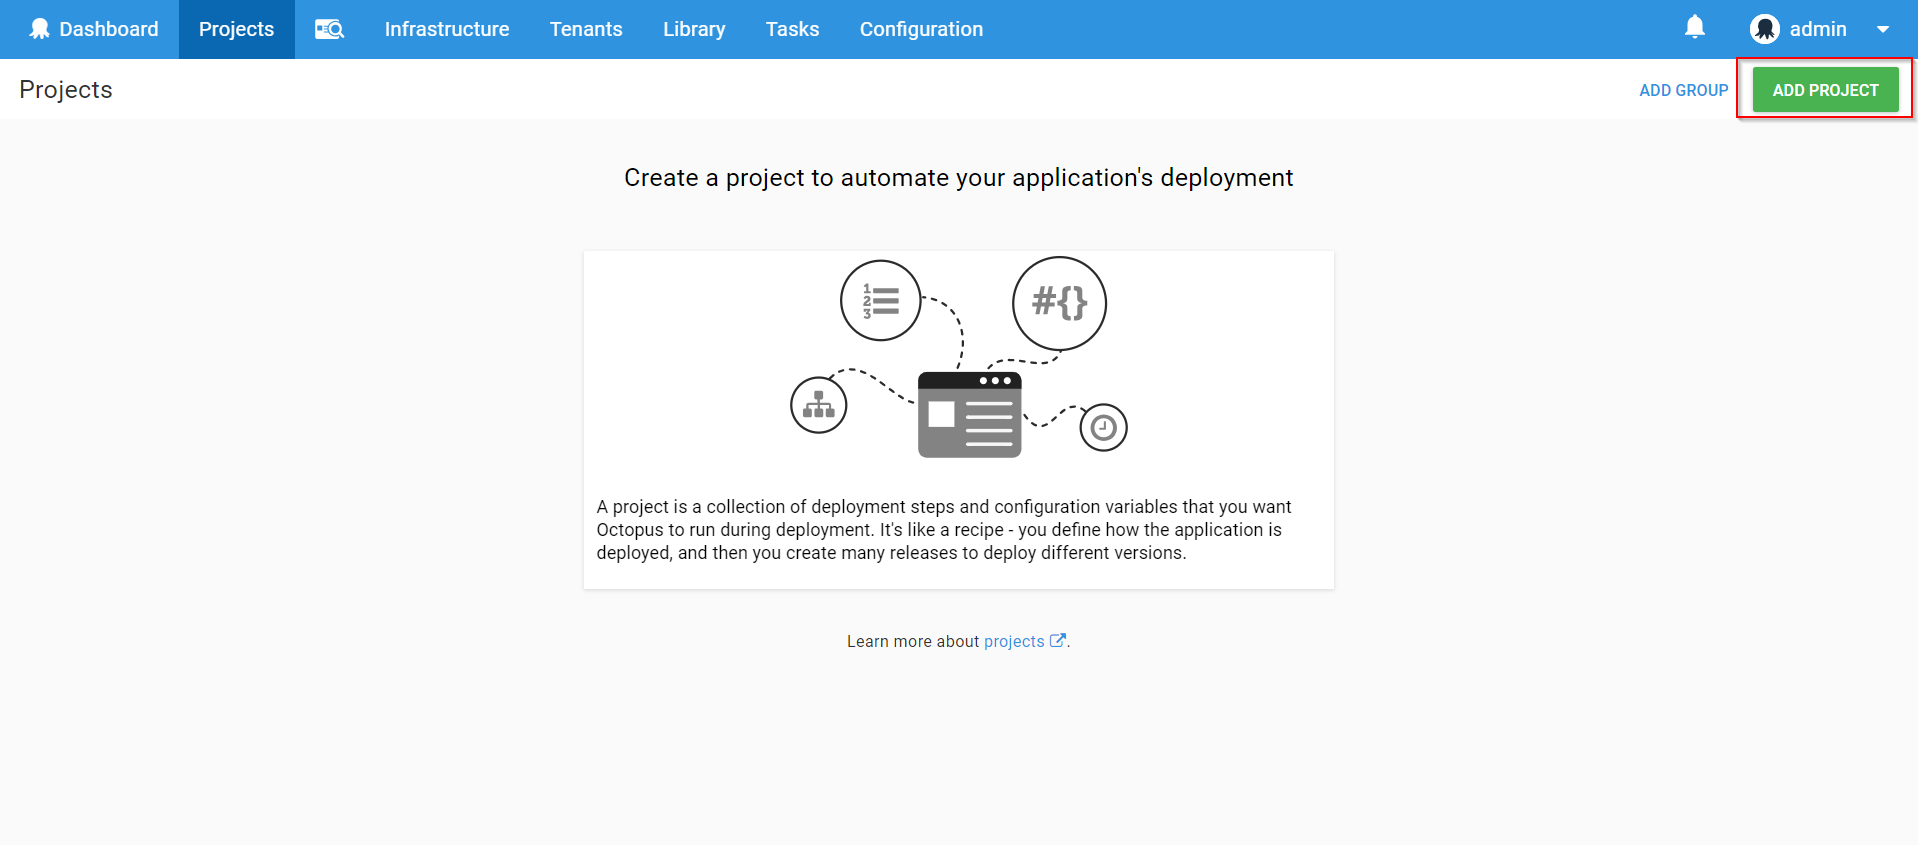 Dashboard Projects Infrastructure Tenants Library Tasks Configuration admin
Projects ADD GROUP ADD PROJECT
Create a project to automate your application's deployment
1
2
3
#{}
A project is a collection of deployment steps and configuration variables that you want
Octopus to run during deployment. It's like a recipe - you define how the application is
deployed, and then you create many releases to deploy different versions.
Learn more about projects.